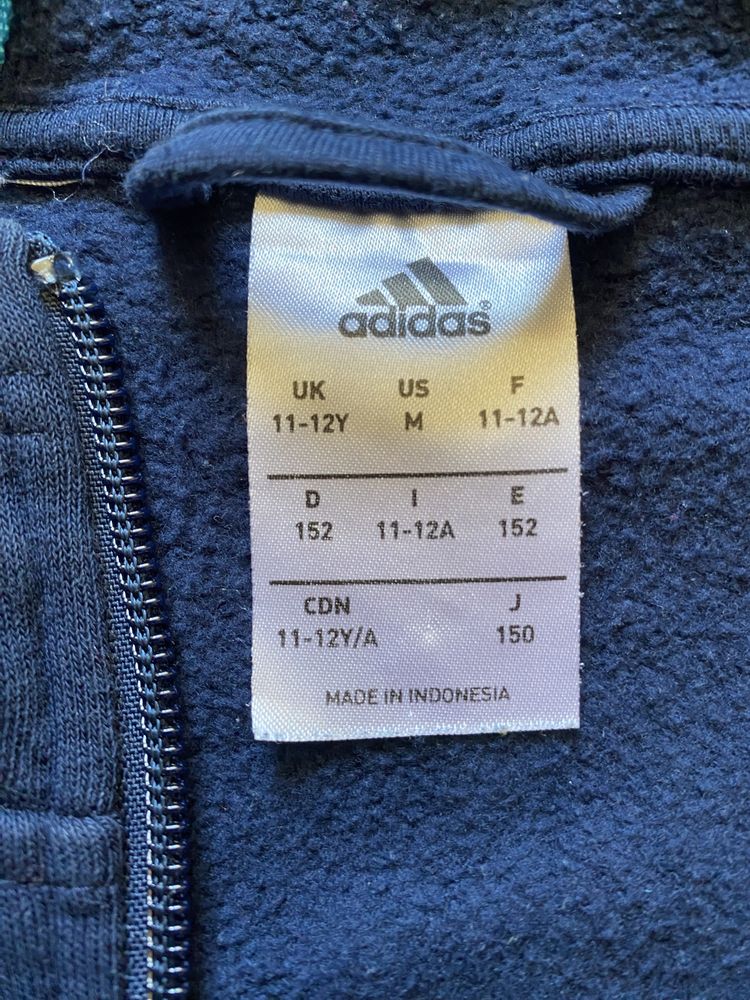 adidas®
UK US F
11-12Y M 11-12A
D I E
152 11-12A 152
CDN J
11-12Y/A 150
MADE IN INDONESIA